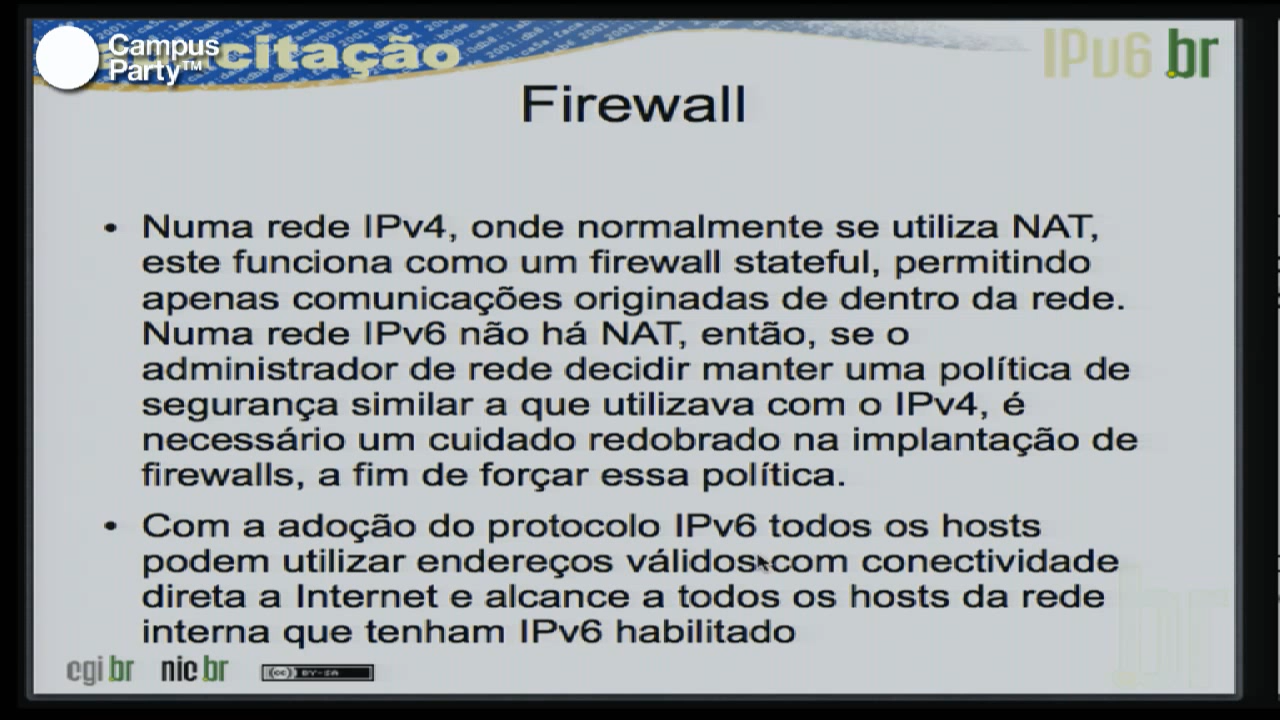 Campus
Party™
citação
IPv6.br
Firewall
• Numa rede IPv4, onde normalmente se utiliza NAT,
este funciona como um firewall stateful, permitindo
apenas comunicações originadas de dentro da rede.
Numa rede IPv6 não há NAT, então, se o
administrador de rede decidir manter uma política de
segurança similar a que utilizava com o IPv4, é
necessário um cuidado redobrado na implantação de
firewalls, a fim de forçar essa política.
• Com a adoção do protocolo IPv6 todos os hosts
podem utilizar endereços válidos com conectividade
direta a Internet e alcance a todos os hosts da rede
interna que tenham IPv6 habilitado
cgi.br nic.br (cc) BY-SA
.br